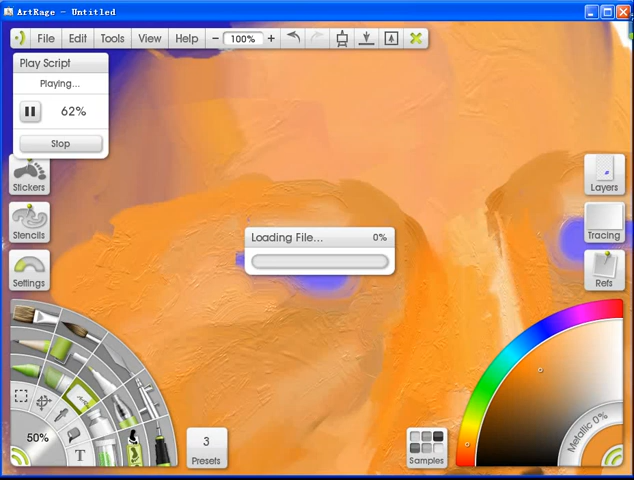 ArtRage - Untitled
File Edit Tools View Help − 100% +
Play Script
Playing...
62%
Stop
Stickers
Stencils
Settings
Layers
Tracing
Refs
Loading File... 0%
50%
T
3
Presets
Samples
Metallic 0%